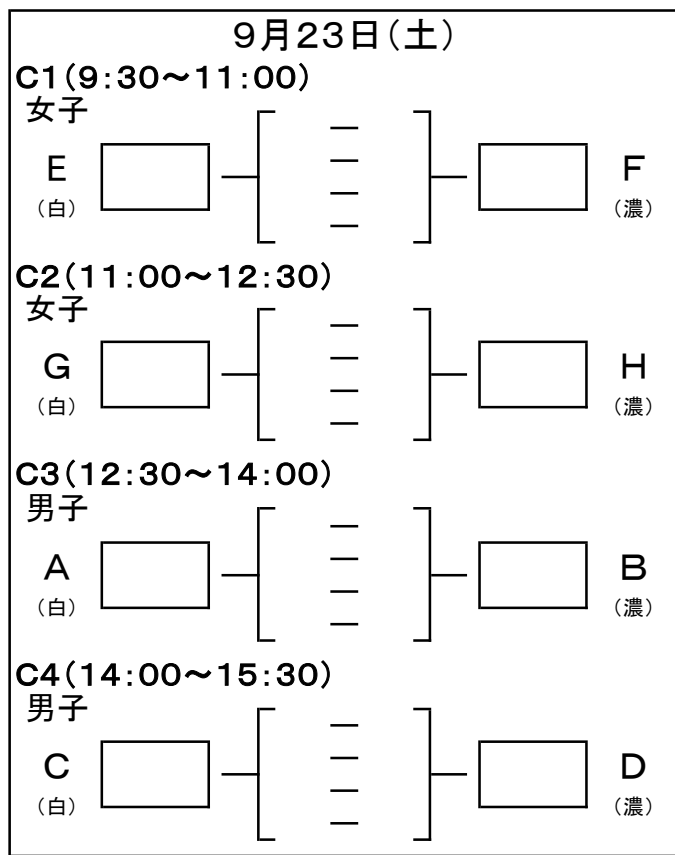 9月23日(土)
C1(9:30〜11:00)
女子
E F
(白) (濃)
C2(11:00〜12:30)
女子
G H
(白) (濃)
C3(12:30〜14:00)
男子
A B
(白) (濃)
C4(14:00〜15:30)
男子
C D
(白) (濃)